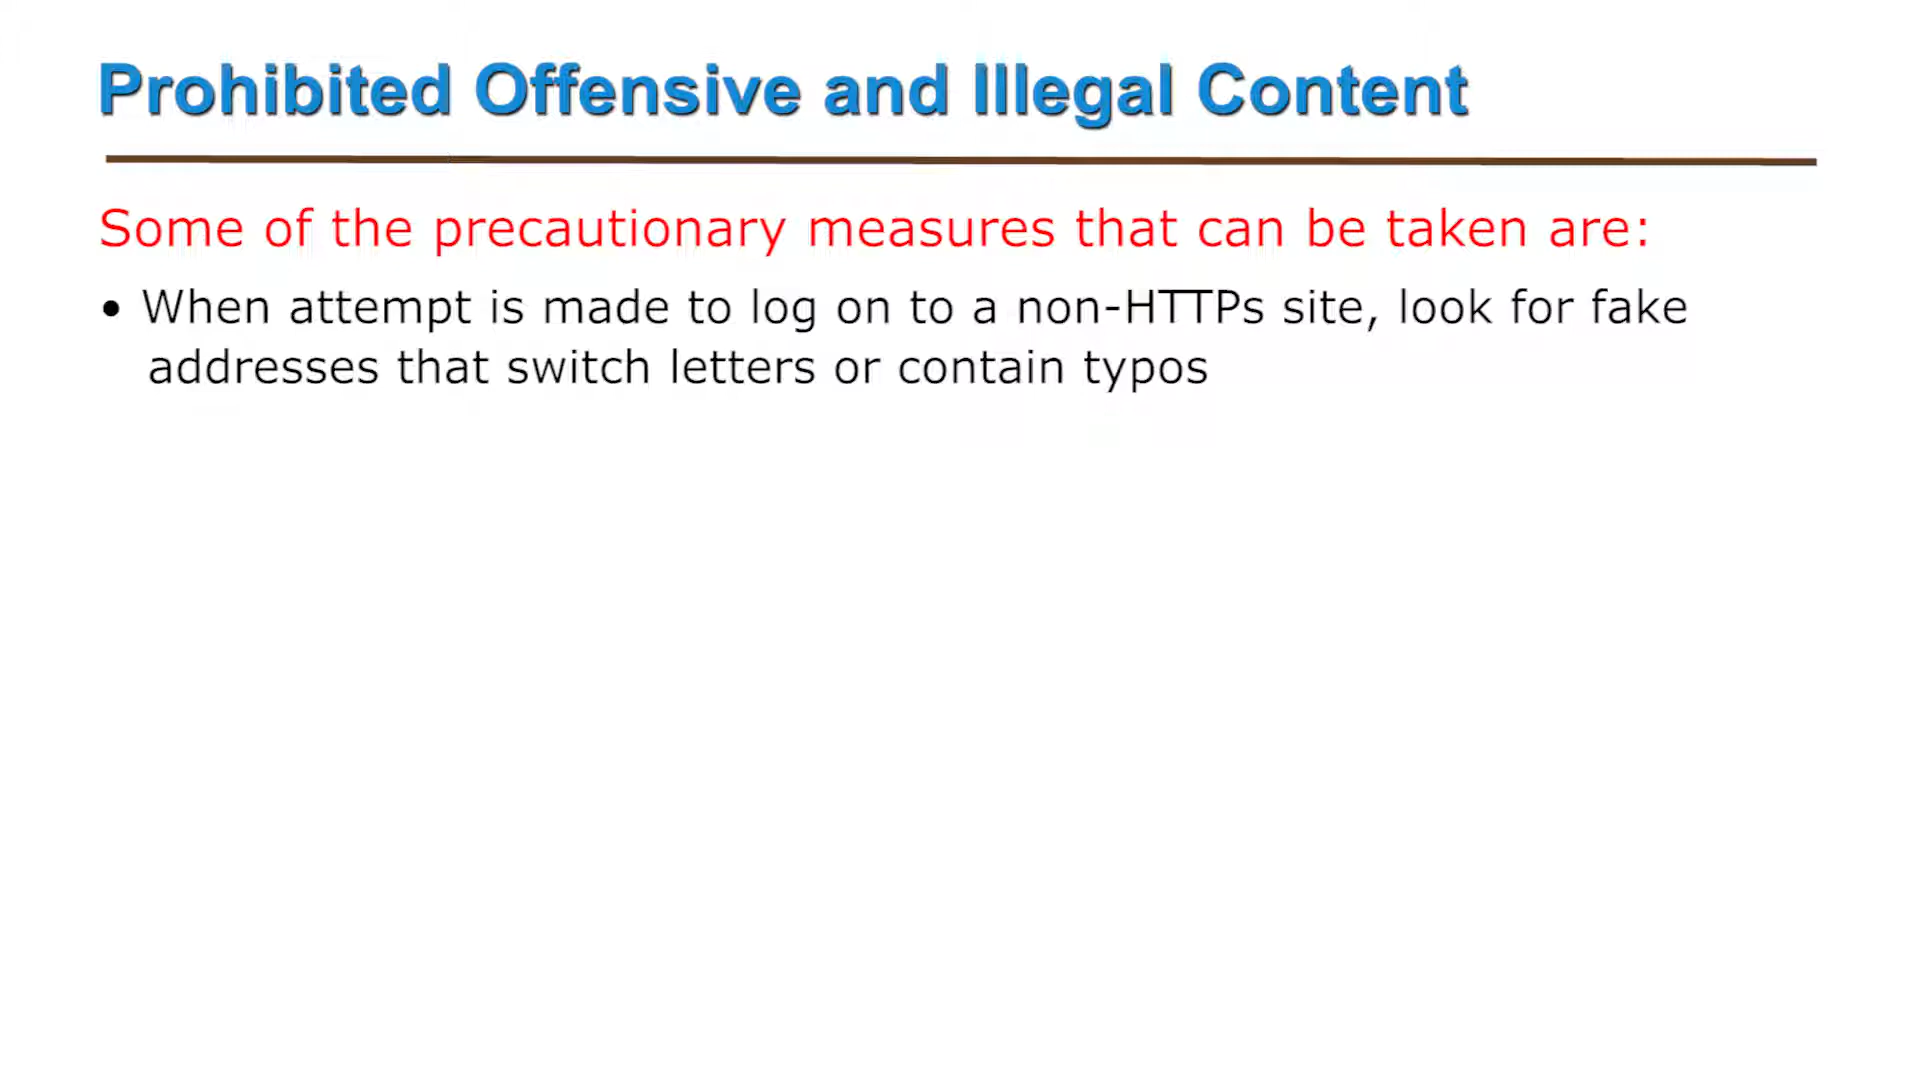 Prohibited Offensive and Illegal Content
Some of the precautionary measures that can be taken are:
• When attempt is made to log on to a non-HTTPs site, look for fake
addresses that switch letters or contain typos